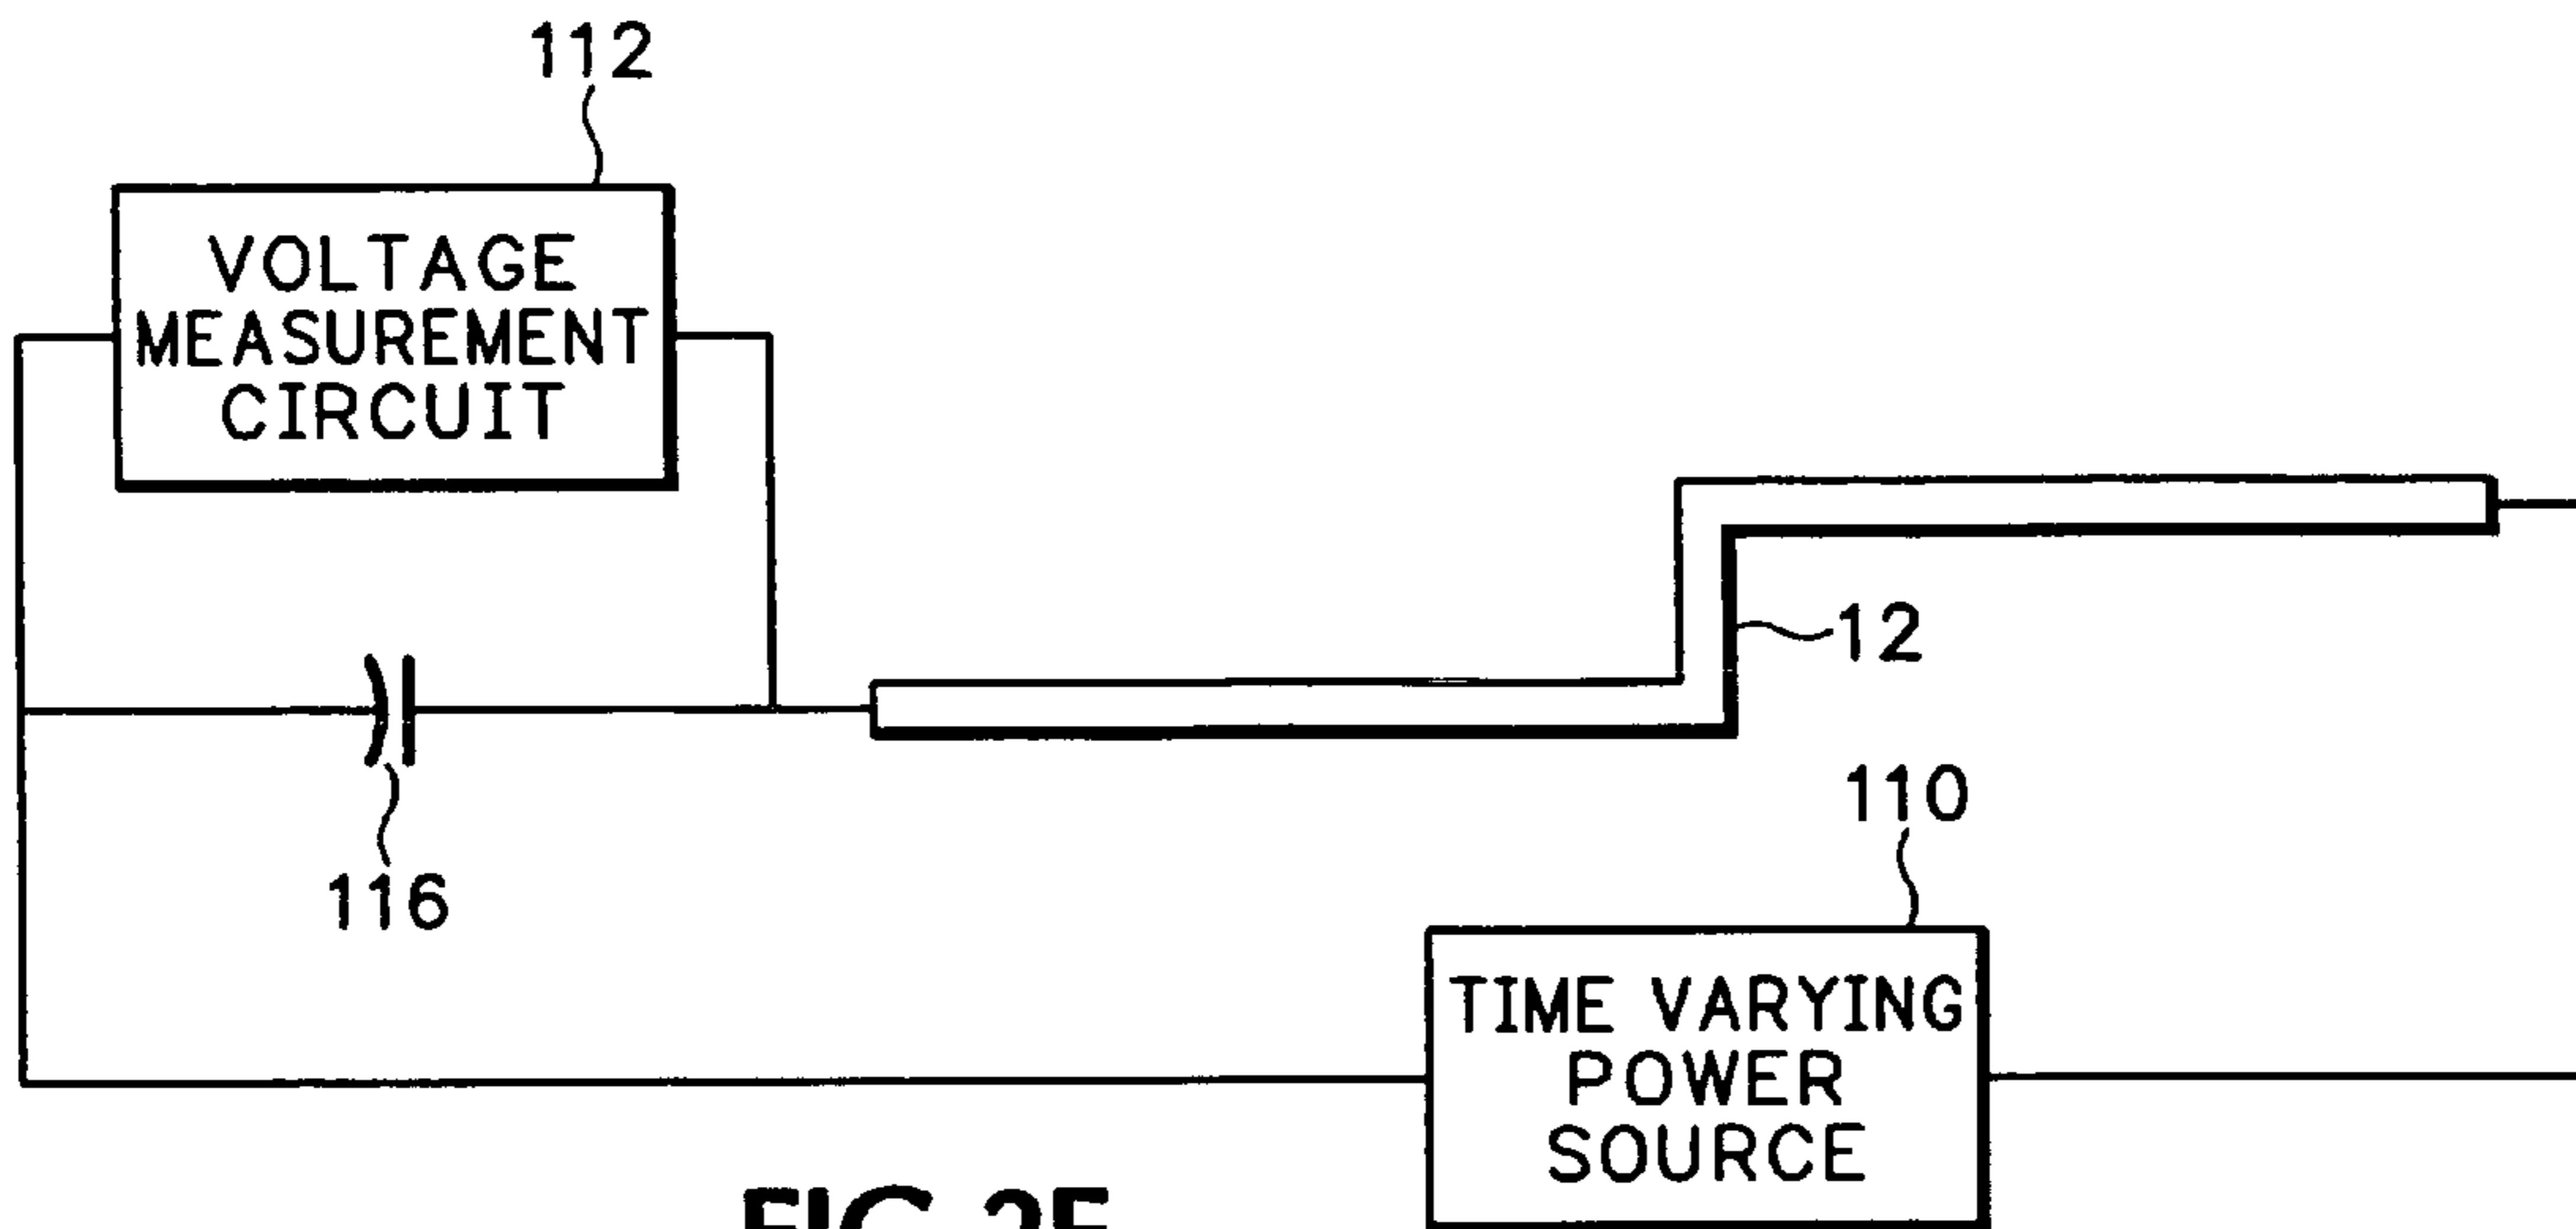 112
VOLTAGE
MEASUREMENT
CIRCUIT
12
116
110
TIME VARYING
POWER
SOURCE